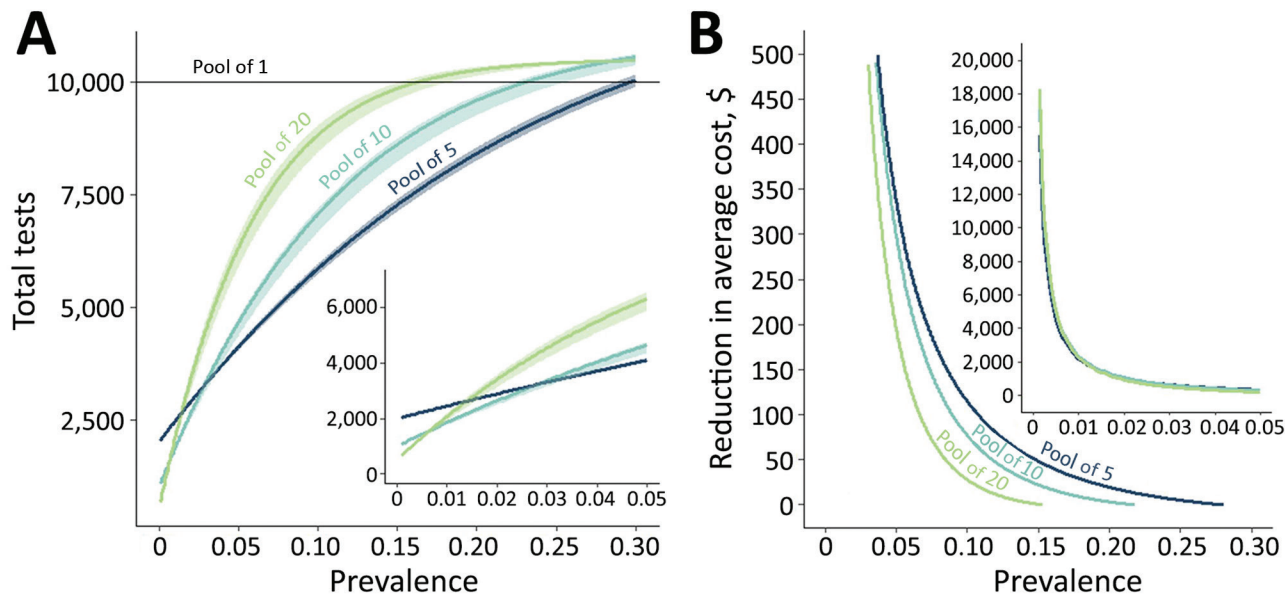 A
Total tests
10,000
7,500
5,000
2,500
Pool of 1
Pool of 20
Pool of 10
Pool of 5
6,000
4,000
2,000
0
0 0.01 0.02 0.03 0.04 0.05
0 0.05 0.10 0.15 0.20 0.25 0.30
Prevalence
B
Reduction in average cost, $
500
450
400
350
300
250
200
150
100
50
0
20,000
18,000
16,000
14,000
12,000
10,000
8,000
6,000
4,000
2,000
0
0 0.01 0.02 0.03 0.04 0.05
Pool of 20
Pool of 10
Pool of 5
0 0.05 0.10 0.15 0.20 0.25 0.30
Prevalence